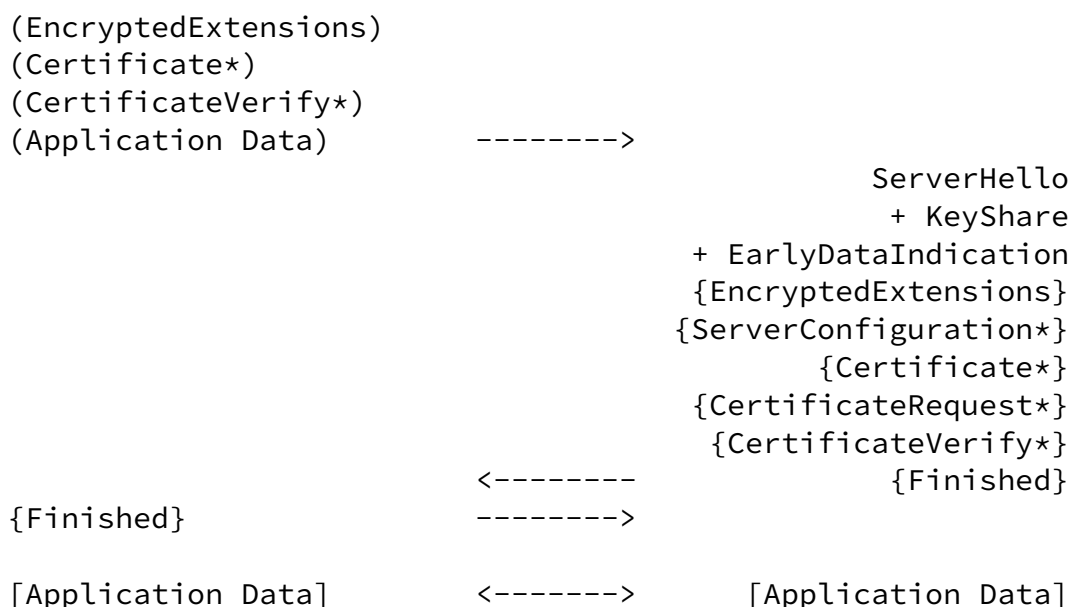 (EncryptedExtensions)
(Certificate*)
(CertificateVerify*)
(Application Data) -------->
ServerHello
+ KeyShare
+ EarlyDataIndication
{EncryptedExtensions}
{ServerConfiguration*}
{Certificate*}
{CertificateRequest*}
{CertificateVerify*}
<-------- {Finished}
{Finished} -------->
[Application Data] <-------> [Application Data]